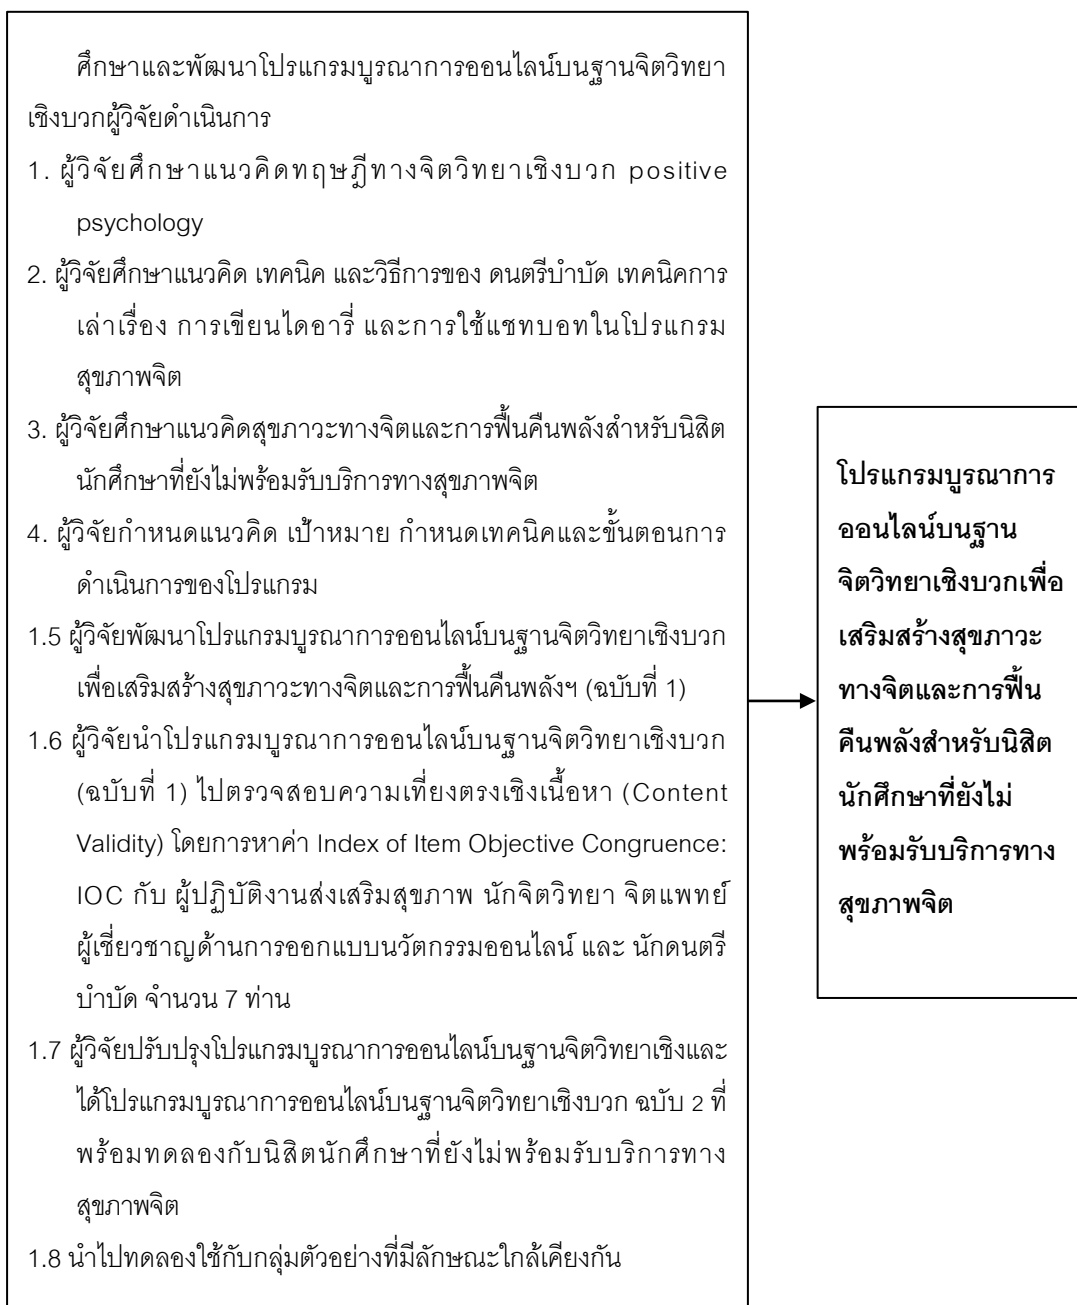 ศึกษาและพัฒนาโปรแกรมบูรณาการออนไลน์บนฐานจิตวิทยา
เชิงบวกผู้วิจัยดำเนินการ
1. ผู้วิจัยศึกษาแนวคิดทฤษฎีทางจิตวิทยาเชิงบวก positive
psychology
2. ผู้วิจัยศึกษาแนวคิด เทคนิค และวิธีการของ ดนตรีบำบัด เทคนิคการ
เล่าเรื่อง การเขียนไดอารี่ และการใช้แชทบอทในโปรแกรม
สุขภาพจิต
3. ผู้วิจัยศึกษาแนวคิดสุขภาวะทางจิตและการฟื้นคืนพลังสำหรับนิสิต
นักศึกษาที่ยังไม่พร้อมรับบริการทางสุขภาพจิต
4. ผู้วิจัยกำหนดแนวคิด เป้าหมาย กำหนดเทคนิคและขั้นตอนการ
ดำเนินการของโปรแกรม
1.5 ผู้วิจัยพัฒนาโปรแกรมบูรณาการออนไลน์บนฐานจิตวิทยาเชิงบวก
เพื่อเสริมสร้างสุขภาวะทางจิตและการฟื้นคืนพลังฯ (ฉบับที่ 1)
1.6 ผู้วิจัยนำโปรแกรมบูรณาการออนไลน์บนฐานจิตวิทยาเชิงบวก
(ฉบับที่ 1) ไปตรวจสอบความเที่ยงตรงเชิงเนื้อหา (Content
Validity) โดยการหาค่า Index of Item Objective Congruence:
IOC กับ ผู้ปฏิบัติงานส่งเสริมสุขภาพ นักจิตวิทยา จิตแพทย์
ผู้เชี่ยวชาญด้านการออกแบบนวัตกรรมออนไลน์ และ นักดนตรี
บำบัด จำนวน 7 ท่าน
1.7 ผู้วิจัยปรับปรุงโปรแกรมบูรณาการออนไลน์บนฐานจิตวิทยาเชิงและ
ได้โปรแกรมบูรณาการออนไลน์บนฐานจิตวิทยาเชิงบวก ฉบับ 2 ที่
พร้อมทดลองกับนิสิตนักศึกษาที่ยังไม่พร้อมรับบริการทาง
สุขภาพจิต
1.8 นำไปทดลองใช้กับกลุ่มตัวอย่างที่มีลักษณะใกล้เคียงกัน
โปรแกรมบูรณาการ
ออนไลน์บนฐาน
จิตวิทยาเชิงบวกเพื่อ
เสริมสร้างสุขภาวะ
ทางจิตและการฟื้น
คืนพลังสำหรับนิสิต
นักศึกษาที่ยังไม่
พร้อมรับบริการทาง
สุขภาพจิต